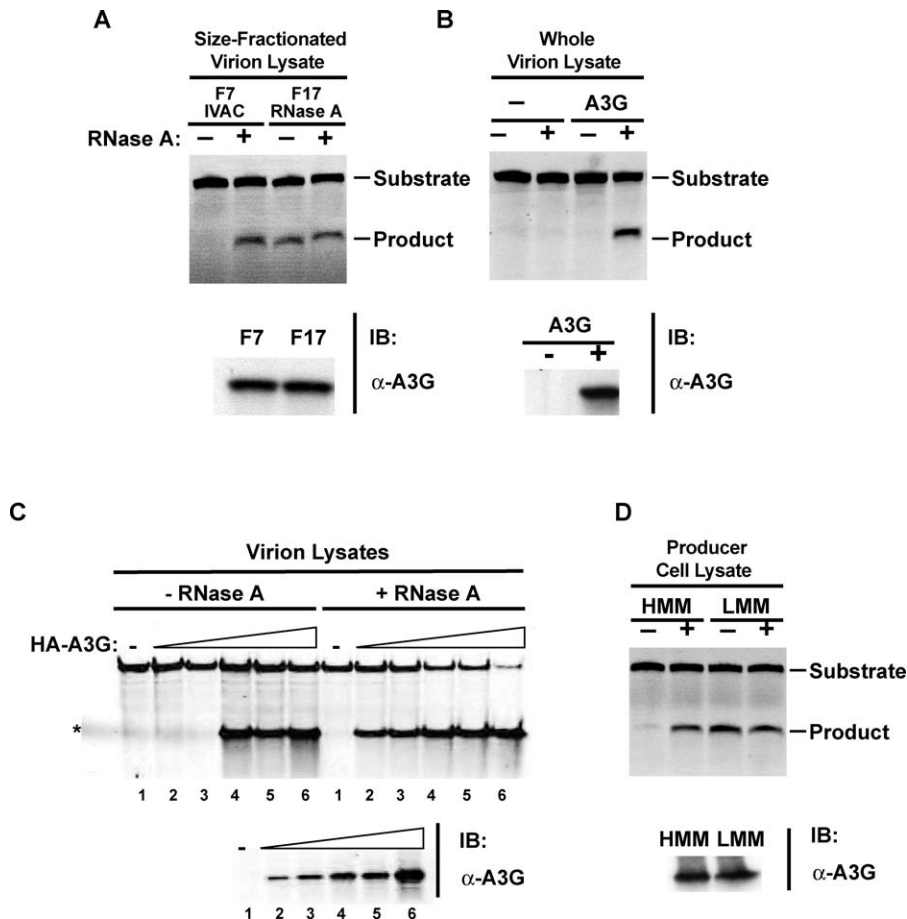 A
Size-Fractionated
Virion Lysate
F7 F17
IVAC RNase A
RNase A: – + – +
Substrate
Product
F7 F17
IB:
α-A3G
B
Whole
Virion Lysate
– A3G
– + – +
Substrate
Product
A3G
- +
IB:
α-A3G
C
Virion Lysates
- RNase A + RNase A
HA-A3G: - -
*
1 2 3 4 5 6 1 2 3 4 5 6
-
IB:
α-A3G
1 2 3 4 5 6
D
Producer
Cell Lysate
HMM LMM
– + – +
Substrate
Product
HMM LMM
IB:
α-A3G